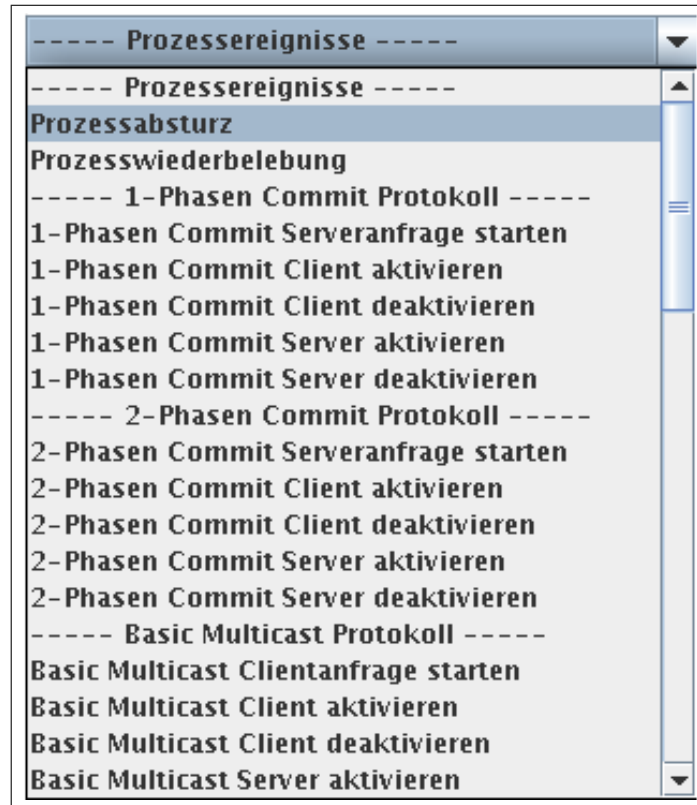 ----- Prozessereignisse -----
----- Prozessereignisse -----
Prozessabsturz
Prozesswiederbelebung
----- 1-Phasen Commit Protokoll -----
1-Phasen Commit Serveranfrage starten
1-Phasen Commit Client aktivieren
1-Phasen Commit Client deaktivieren
1-Phasen Commit Server aktivieren
1-Phasen Commit Server deaktivieren
----- 2-Phasen Commit Protokoll -----
2-Phasen Commit Serveranfrage starten
2-Phasen Commit Client aktivieren
2-Phasen Commit Client deaktivieren
2-Phasen Commit Server aktivieren
2-Phasen Commit Server deaktivieren
----- Basic Multicast Protokoll -----
Basic Multicast Clientanfrage starten
Basic Multicast Client aktivieren
Basic Multicast Client deaktivieren
Basic Multicast Server aktivieren